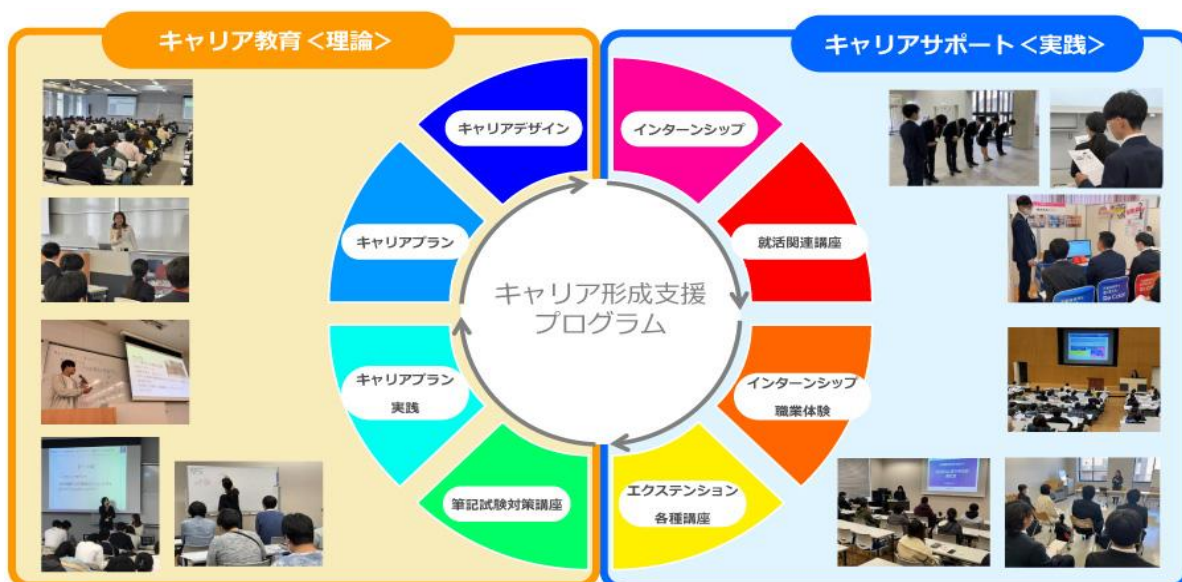 キャリア教育＜理論＞
キャリアサポート＜実践＞
キャリアデザイン
インターンシップ
キャリアプラン
就活関連講座
キャリア形成支援
プログラム
キャリアプラン
実践
インターンシップ
職業体験
筆記試験対策講座
エクステンション
各種講座